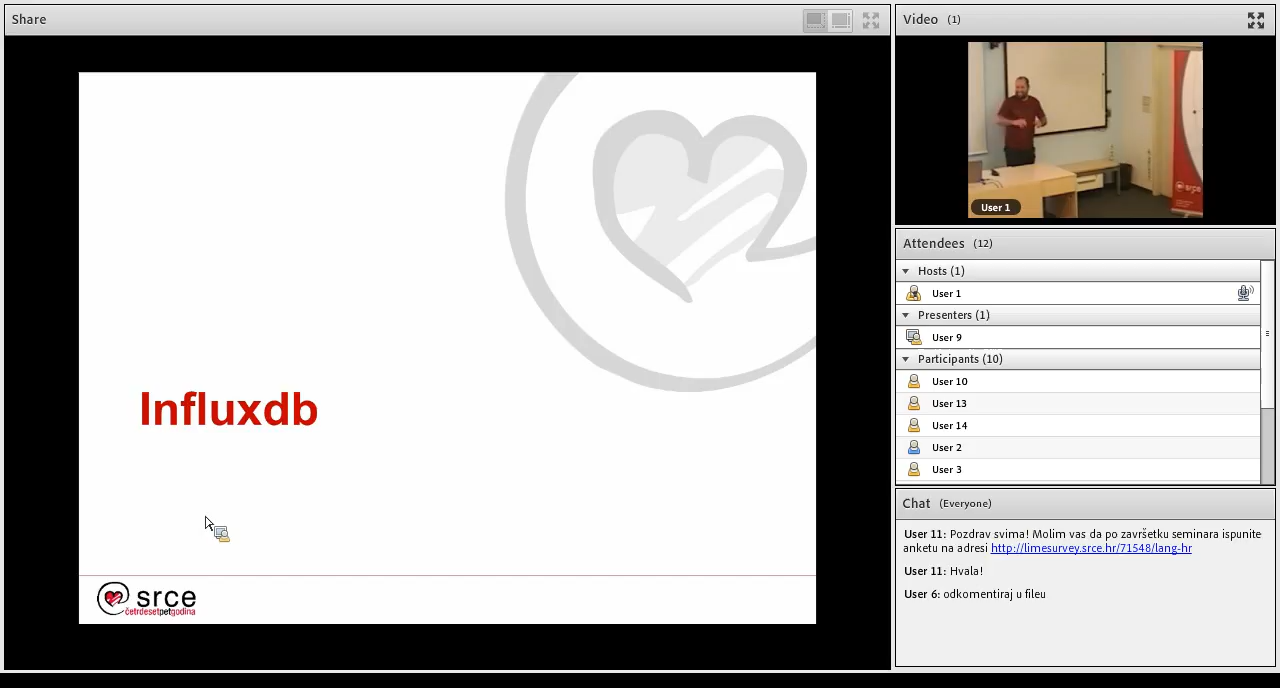 Share
Influxdb
srce
četrdesetpetgodina
Video (1)
srce
User 1
Attendees (12)
Hosts (1)
User 1
Presenters (1)
User 9
Participants (10)
User 10
User 13
User 14
User 2
User 3
Chat (Everyone)
User 11: Pozdrav svima! Molim vas da po završetku seminara ispunite
anketu na adresi http://limesurvey.srce.hr/71548/lang-hr
User 11: Hvala!
User 6: odkomentiraj u fileu